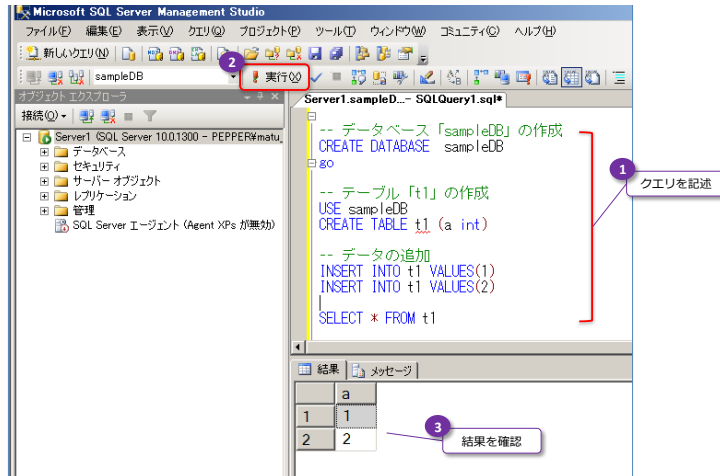 Microsoft SQL Server Management Studio
ファイル(F) 編集(E) 表示(V) クエリ(Q) プロジェクト(P) ツール(T) ウィンドウ(W) コミュニティ(C) ヘルプ(H)
新しいクエリ(N)
2
sampleDB
実行(X)
オブジェクト エクスプローラ
接続(O)
Server1 (SQL Server 10.0.1300 - PEPPER¥matu
データベース
セキュリティ
サーバー オブジェクト
レプリケーション
管理
SQL Server エージェント (Agent XPs が無効)
Server1.sampleD...- SQLQuery1.sql*
-- データベース「sampleDB」の作成
CREATE DATABASE sampleDB
go
-- テーブル「t1」の作成
USE sampleDB
CREATE TABLE t1 (a int)
-- データの追加
INSERT INTO t1 VALUES(1)
INSERT INTO t1 VALUES(2)
SELECT * FROM t1
1
クエリを記述
結果 メッセージ
a
1 1
2 2
3
結果を確認